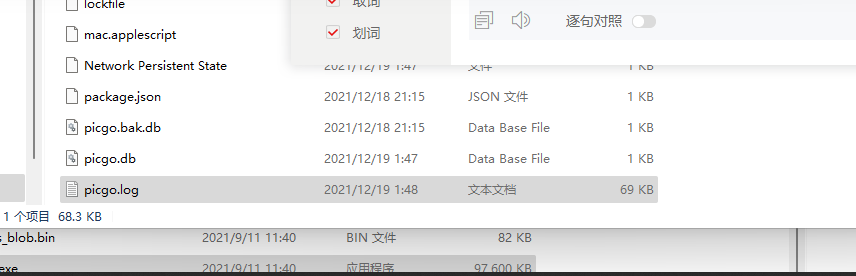 lockfile
取词
mac.applescript
划词
逐句对照
Network Persistent State 2021/12/19 1:47 文件 1 KB
package.json 2021/12/18 21:15 JSON 文件 1 KB
picgo.bak.db 2021/12/18 21:15 Data Base File 1 KB
picgo.db 2021/12/19 1:47 Data Base File 1 KB
picgo.log 2021/12/19 1:48 文本文档 69 KB
1 个项目 68.3 KB
s_blob.bin 2021/9/11 11:40 BIN 文件 82 KB
.exe 2021/9/11 11:40 应用程序 97,600 KB